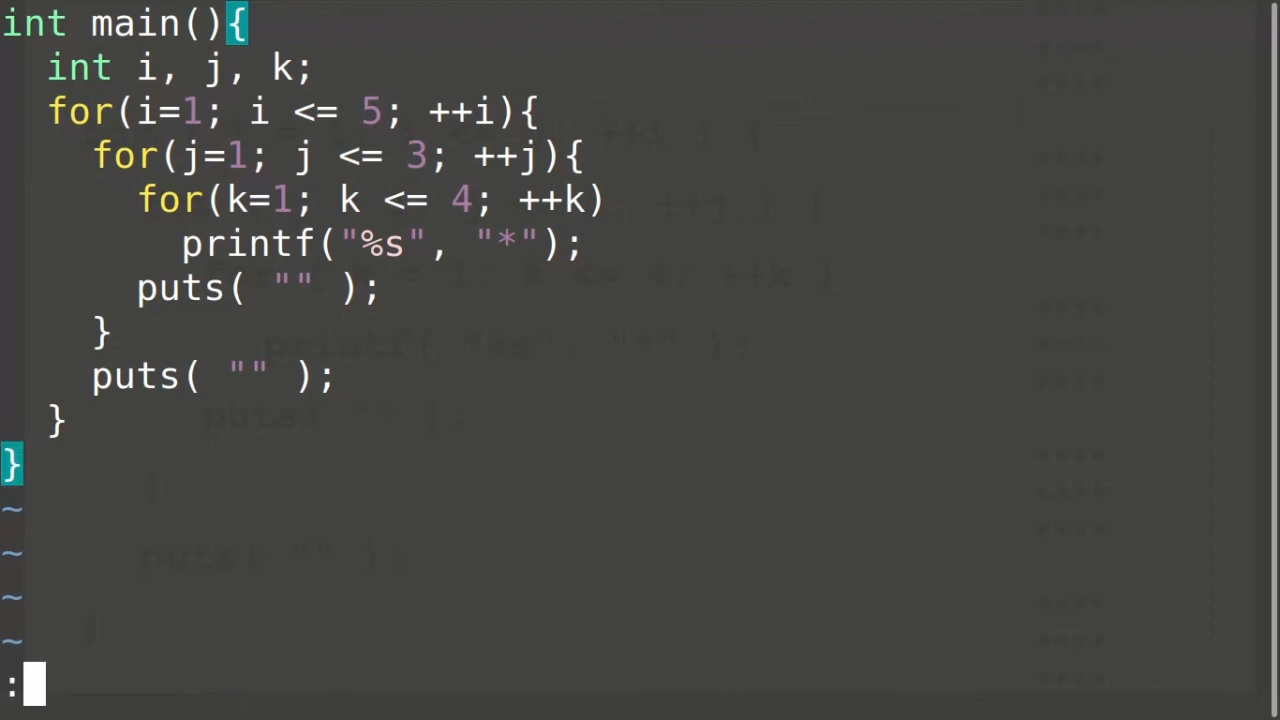 int main(){
int i, j, k;
for(i=1; i <= 5; ++i){
for(j=1; j <= 3; ++j){
for(k=1; k <= 4; ++k)
printf("%s", "*");
puts( "" );
}
puts( "" );
}
}
~
~
~
~
: